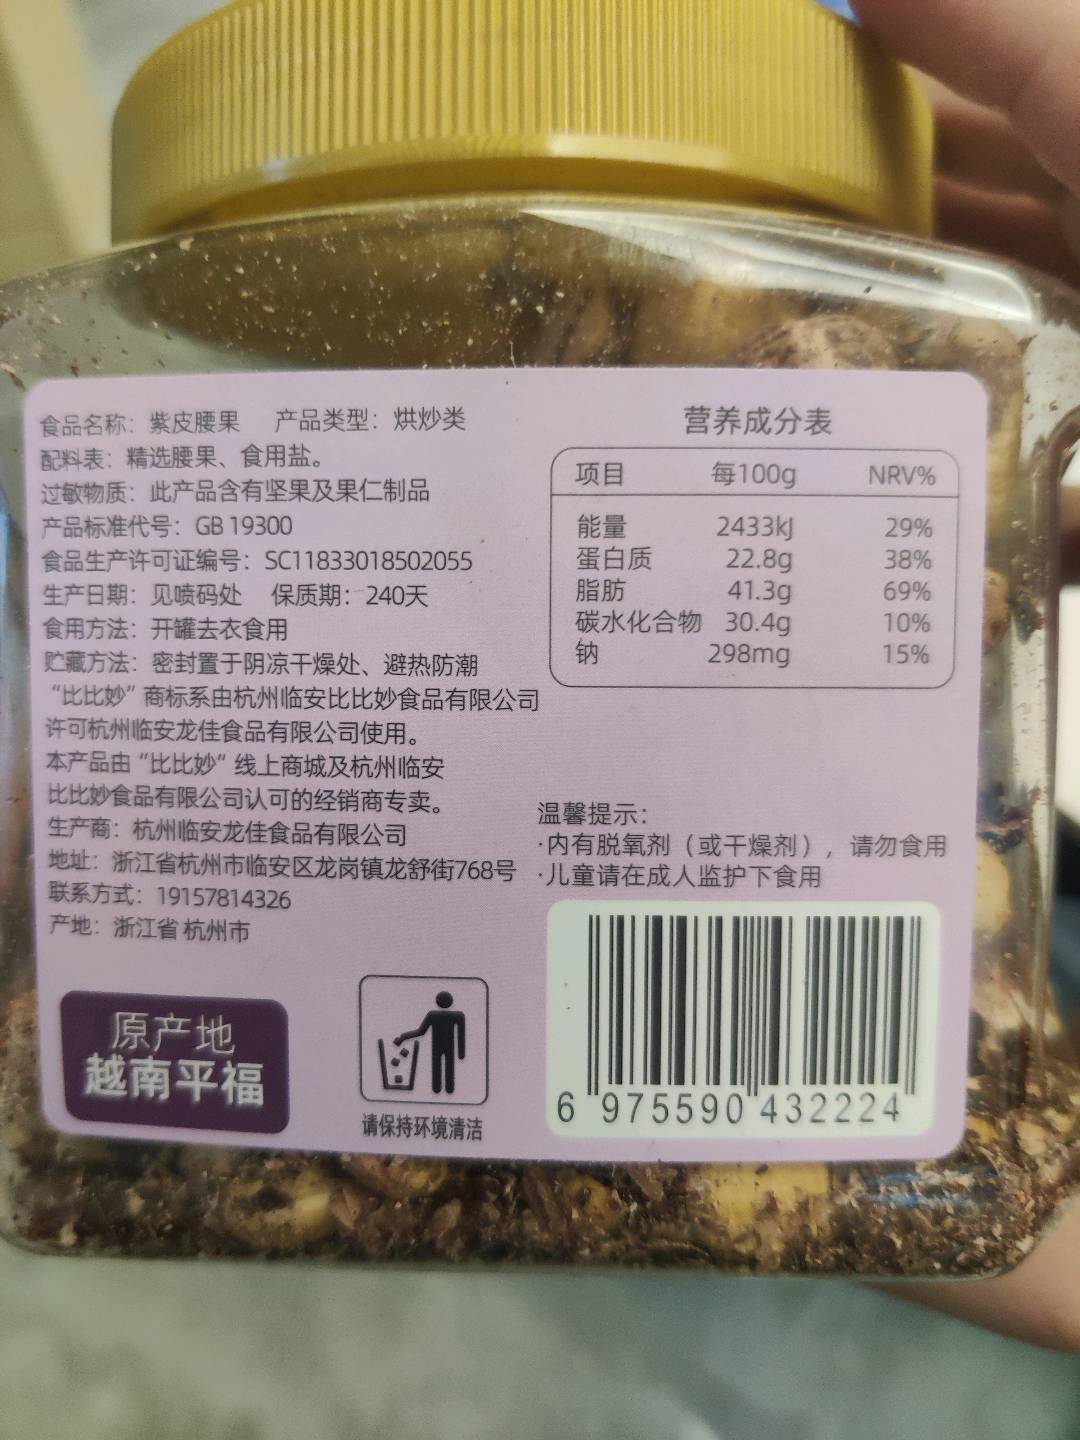 食品名称：紫皮腰果 产品类型：烘炒类
配料表：精选腰果、食用盐。
过敏物质：此产品含有坚果及果仁制品
产品标准代号：GB 19300
食品生产许可证编号：SC11833018502055
生产日期：见喷码处 保质期：240天
食用方法：开罐去衣食用
贮藏方法：密封置于阴凉干燥处、避热防潮
“比比妙”商标系由杭州临安比比妙食品有限公司
许可杭州临安龙佳食品有限公司使用。
本产品由“比比妙”线上商城及杭州临安
比比妙食品有限公司认可的经销商专卖。
生产商：杭州临安龙佳食品有限公司
地址：浙江省杭州市临安区龙岗镇龙舒街768号
联系方式：19157814326
产地：浙江省 杭州市
原产地
越南平福
请保持环境清洁
营养成分表
项目 每100g NRV%
能量 2433kJ 29%
蛋白质 22.8g 38%
脂肪 41.3g 69%
碳水化合物 30.4g 10%
钠 298mg 15%
温馨提示：
·内有脱氧剂（或干燥剂），请勿食用
·儿童请在成人监护下食用
6 975590 432224